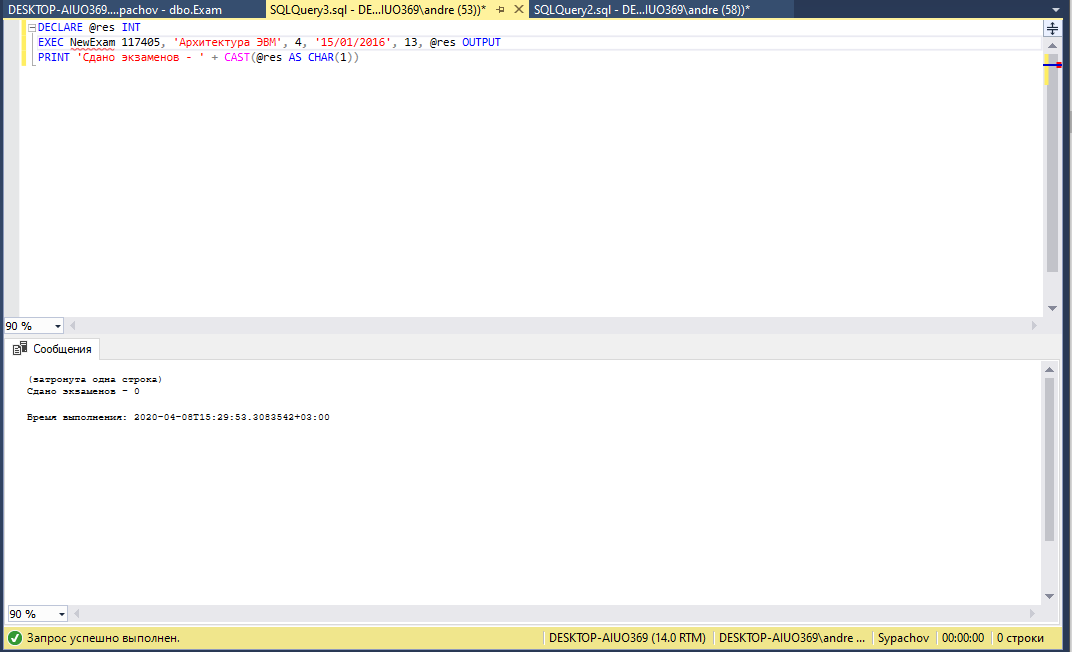 DESKTOP-AIUO369....pachov - dbo.Exam
SQLQuery3.sql - DE...IUO369\andre (53))*
SQLQuery2.sql - DE...IUO369\andre (58))*
DECLARE @res INT
EXEC NewExam 117405, 'Архитектура ЭВМ', 4, '15/01/2016', 13, @res OUTPUT
PRINT 'Сдано экзаменов - ' + CAST(@res AS CHAR(1))
90 %
Сообщения
(затронута одна строка)
Сдано экзаменов - 0
Время выполнения: 2020-04-08T15:29:53.3083542+03:00
90 %
Запрос успешно выполнен.
DESKTOP-AIUO369 (14.0 RTM)
DESKTOP-AIUO369\andre ...
Sypachov
00:00:00
0 строки